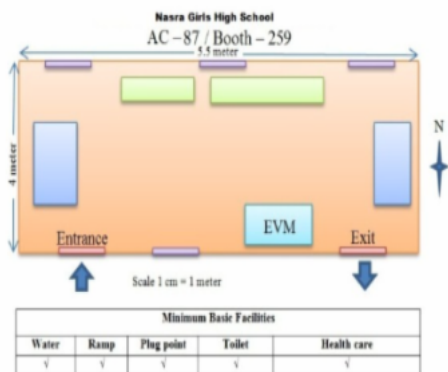 Nasra Girls High School
AC – 87 / Booth – 259
5.5 meter
4 meter
N
EVM
Entrance
Exit
Scale 1 cm = 1 meter
Minimum Basic Facilities
Water Ramp Plug point Toilet Health care
√ √ √ √ √